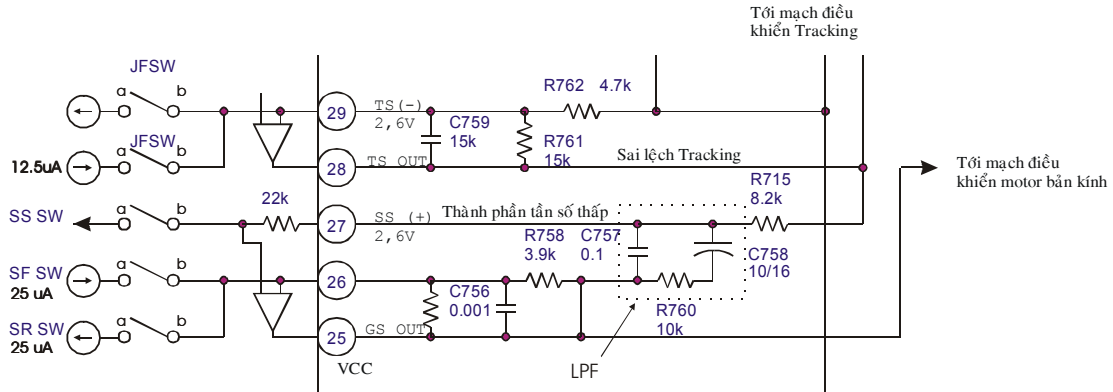 Tới mạch điều
khiển Tracking
JFSW
a b
29
TS(-)
2,6V
R762 4.7k
C759
15k
R761
15k
12.5uA
JFSW
a b
28
TS OUT
Sai lệch Tracking
Tới mạch điều
khiển motor bản kính
SS SW
a b
22k
27
SS (+)
2,6V
Thành phần tần số thấp
R715
8.2k
R758
3.9k
C757
0.1
C758
10/16
SF SW
25 uA
a b
26
C756
0.001
R760
10k
SR SW
25 uA
a b
25
GS OUT
VCC
LPF